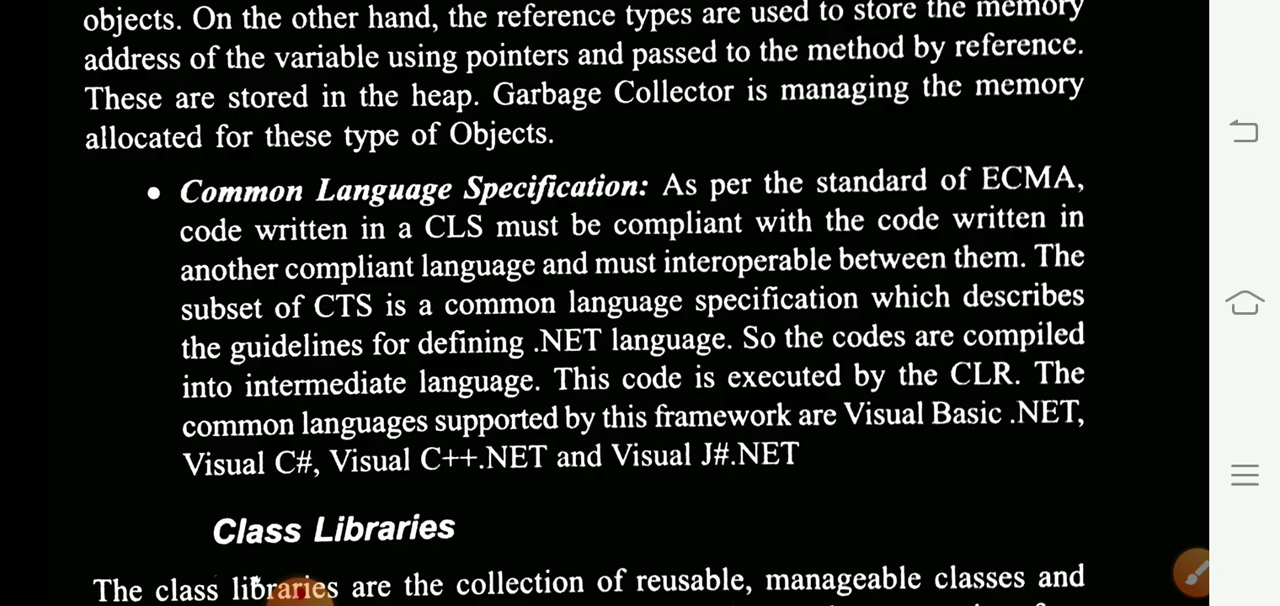 objects. On the other hand, the reference types are used to store the memory
address of the variable using pointers and passed to the method by reference.
These are stored in the heap. Garbage Collector is managing the memory
allocated for these type of Objects.
• Common Language Specification: As per the standard of ECMA,
code written in a CLS must be compliant with the code written in
another compliant language and must interoperable between them. The
subset of CTS is a common language specification which describes
the guidelines for defining .NET language. So the codes are compiled
into intermediate language. This code is executed by the CLR. The
common languages supported by this framework are Visual Basic .NET,
Visual C#, Visual C++.NET and Visual J#.NET
Class Libraries
The class libraries are the collection of reusable, manageable classes and